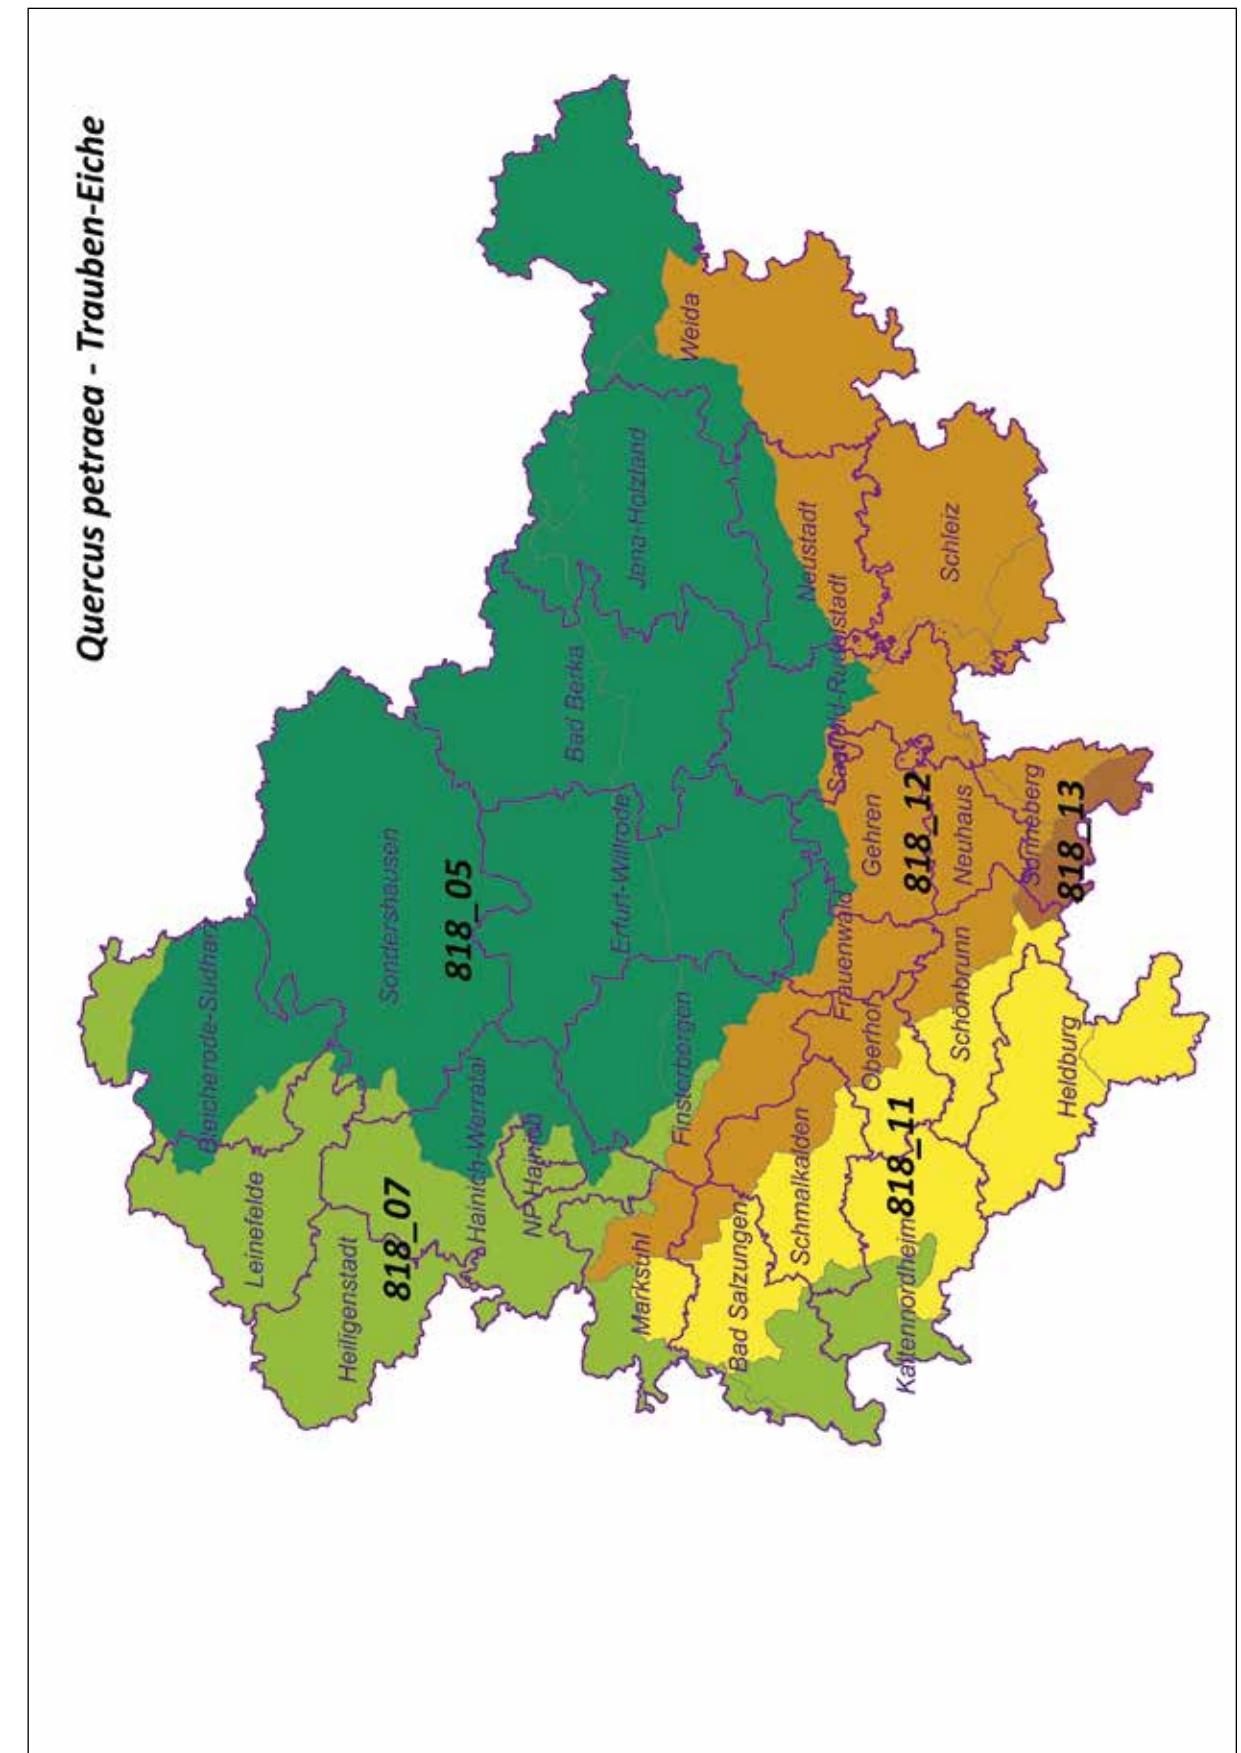 Quercus petraea - Trauben-Eiche
Bleicherode-Südharz
Leinefelde
Heiligenstadt
818_07
Sondershausen
818_05
Hainich-Werratal
NP Hainich
Bad Berka
Erfurt-Willrode
Jena-Holzland
Weida
Finsterbergen
Marksuhl
Bad Salzungen
Schmalkalden
Neustadt
Saalfeld-Rudolstadt
Frauenwald
Oberhof
Gehren
818_12
818_11
Kaltennordheim
Schleiz
Neuhaus
Schönbrunn
Sonneberg
818_13
Heldburg